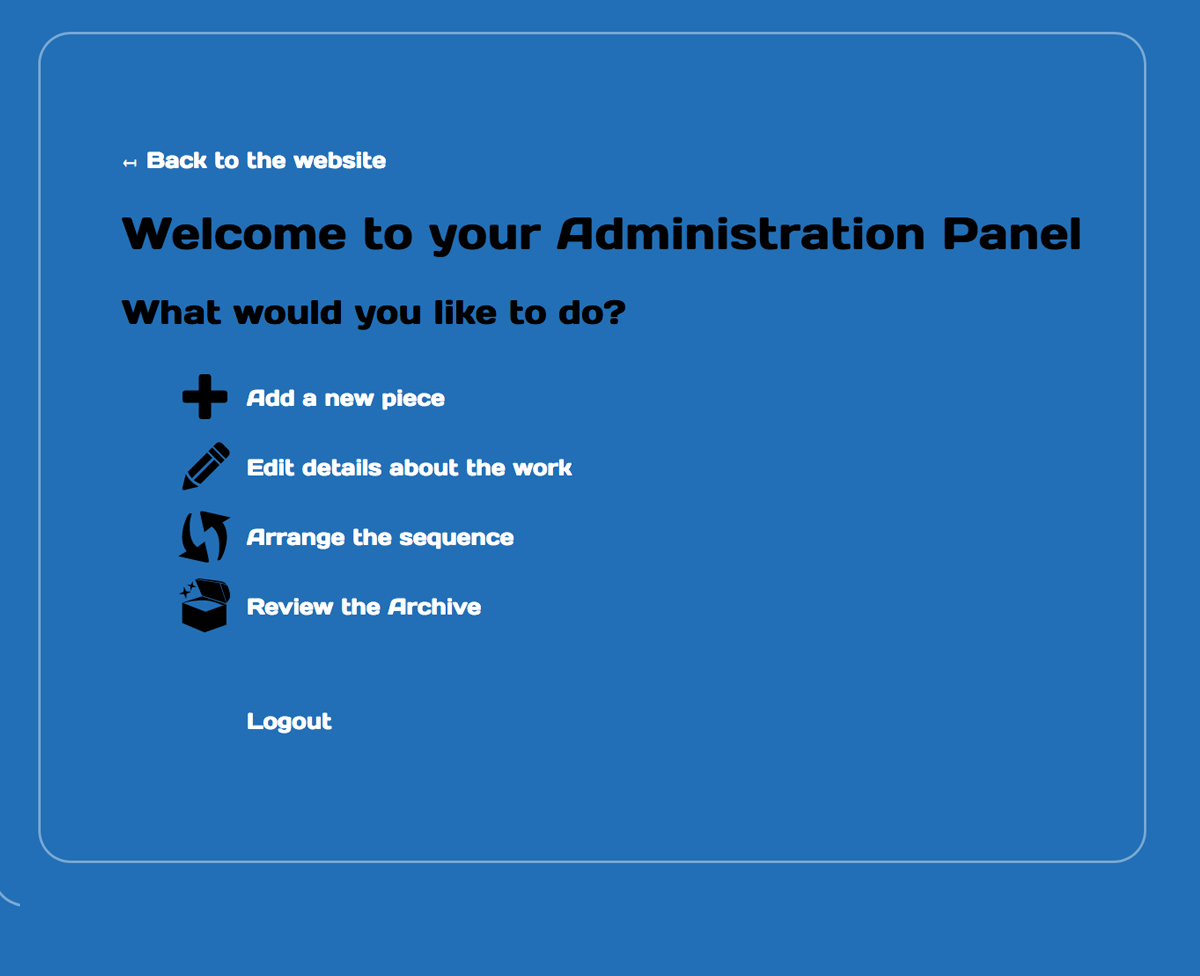 ↤ Back to the website
Welcome to your Administration Panel
What would you like to do?
Add a new piece
Edit details about the work
Arrange the sequence
Review the Archive
Logout